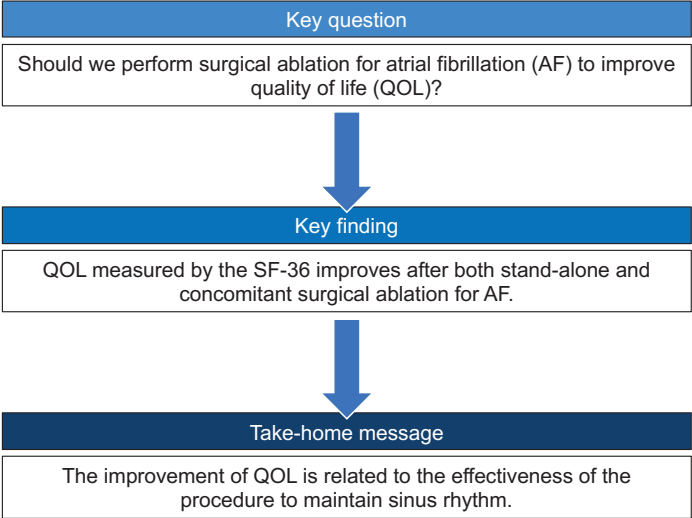 Key question
Should we perform surgical ablation for atrial fibrillation (AF) to improve
quality of life (QOL)?
Key finding
QOL measured by the SF-36 improves after both stand-alone and
concomitant surgical ablation for AF.
Take-home message
The improvement of QOL is related to the effectiveness of the
procedure to maintain sinus rhythm.